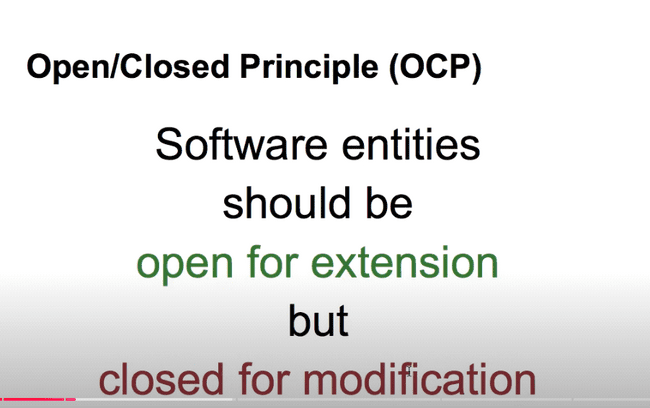 Open/Closed Principle (OCP)
Software entities
should be
open for extension
but
closed for modification